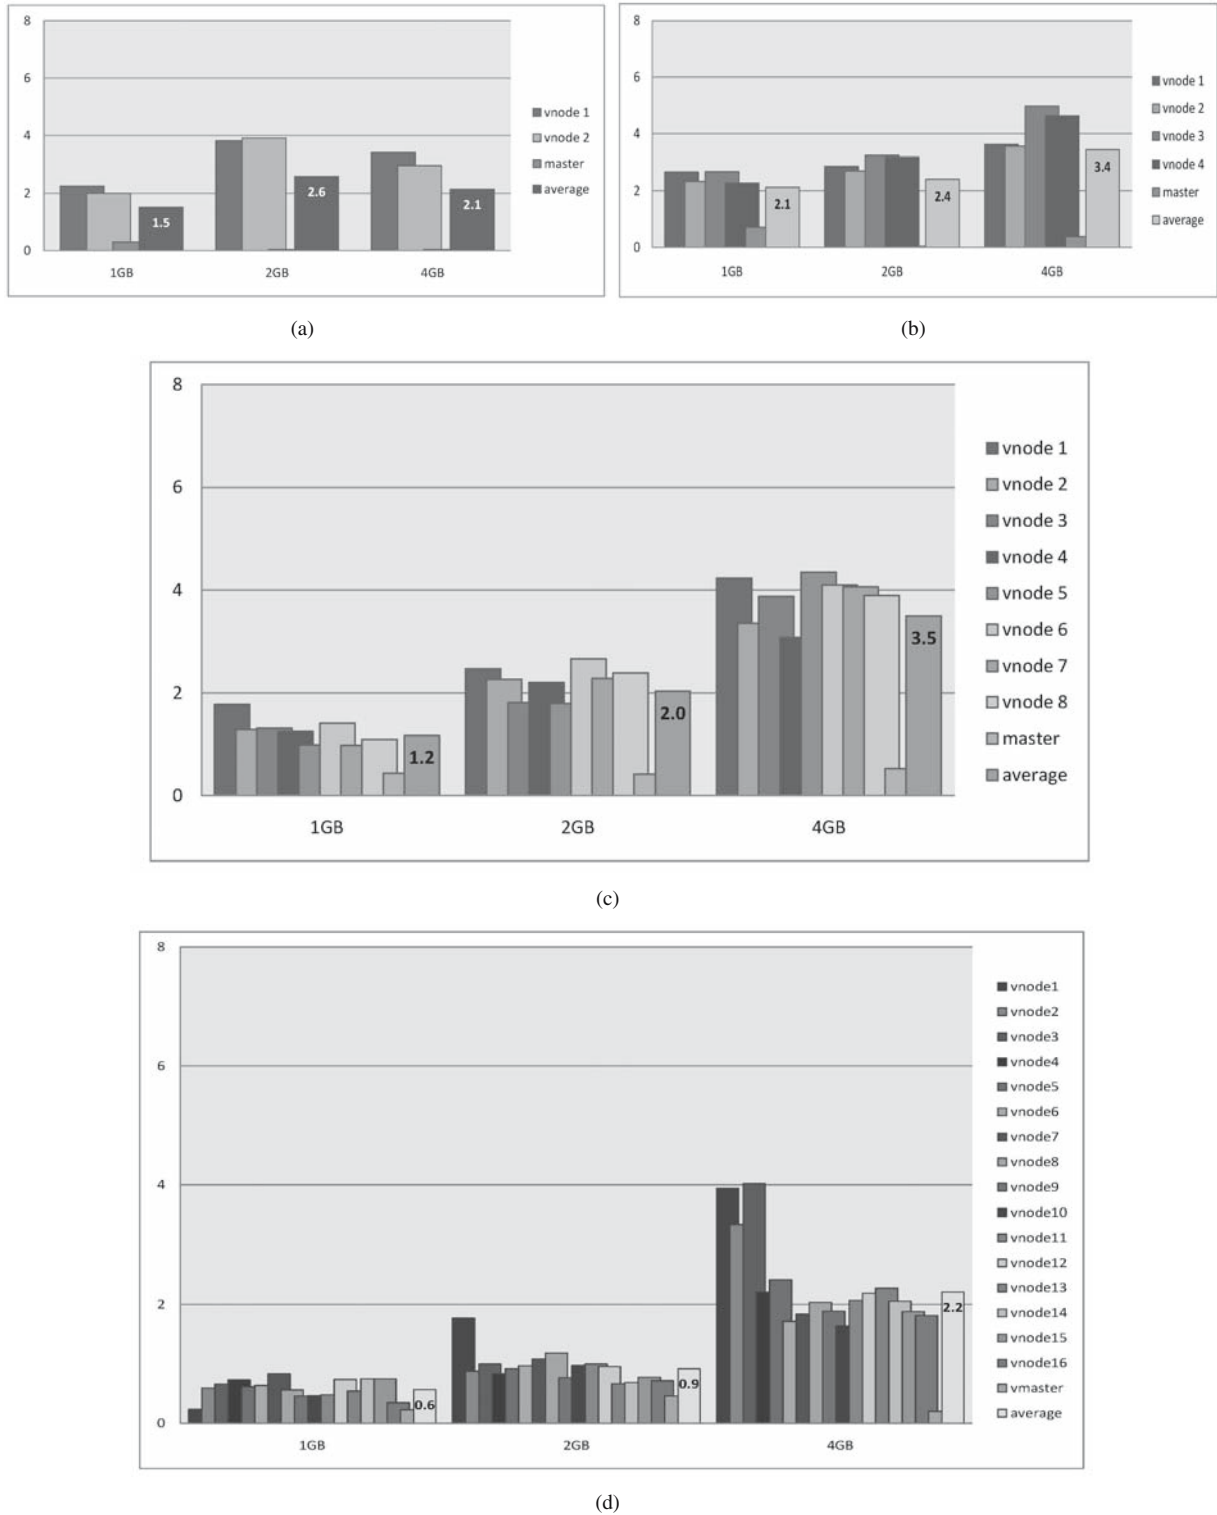 8
6
4
2
0
1.5
2.6
2.1
1GB
2GB
4GB
vnode 1
vnode 2
master
average
(a)
8
6
4
2
0
2.1
2.4
3.4
1GB
2GB
4GB
vnode 1
vnode 2
vnode 3
vnode 4
master
average
(b)
8
6
4
2
0
1.2
2.0
3.5
1GB
2GB
4GB
vnode 1
vnode 2
vnode 3
vnode 4
vnode 5
vnode 6
vnode 7
vnode 8
master
average
(c)
8
6
4
2
0
0.6
0.9
2.2
1GB
2GB
4GB
vnode1
vnode2
vnode3
vnode4
vnode5
vnode6
vnode7
vnode8
vnode9
vnode10
vnode11
vnode12
vnode13
vnode14
vnode15
vnode16
vmaster
average
(d)